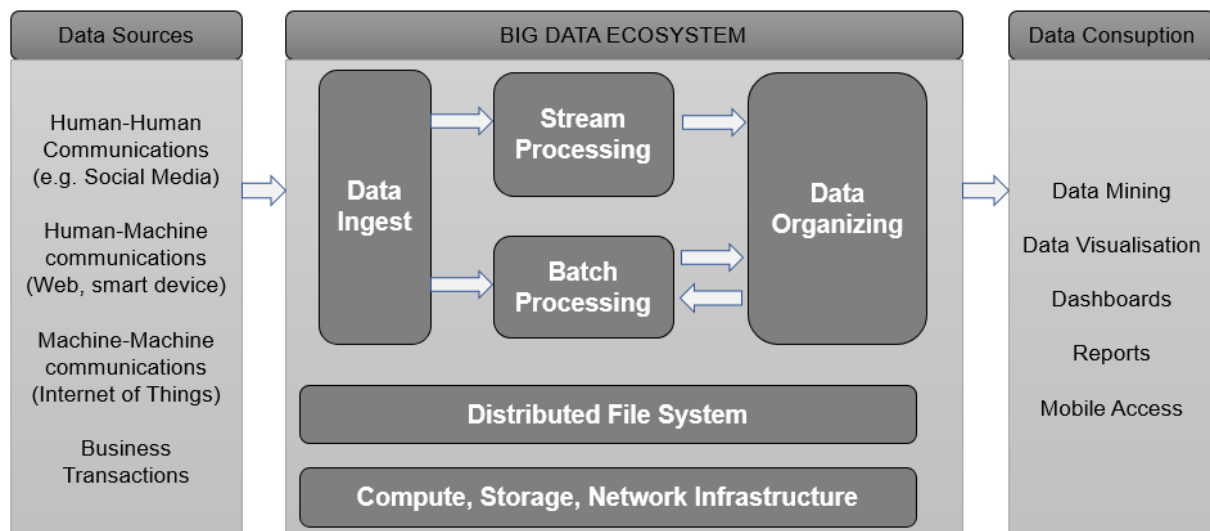 Data Sources
Human-Human
Communications
(e.g. Social Media)
Human-Machine
communications
(Web, smart device)
Machine-Machine
communications
(Internet of Things)
Business
Transactions
BIG DATA ECOSYSTEM
Data
Ingest
Stream
Processing
Batch
Processing
Data
Organizing
Distributed File System
Compute, Storage, Network Infrastructure
Data Consuption
Data Mining
Data Visualisation
Dashboards
Reports
Mobile Access